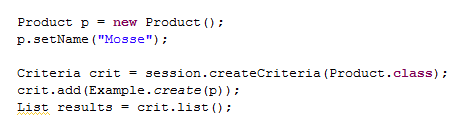 Product p = new Product();
p.setName("Mosse");
Criteria crit = session.createCriteria(Product.class);
crit.add(Example.create(p));
List results = crit.list();